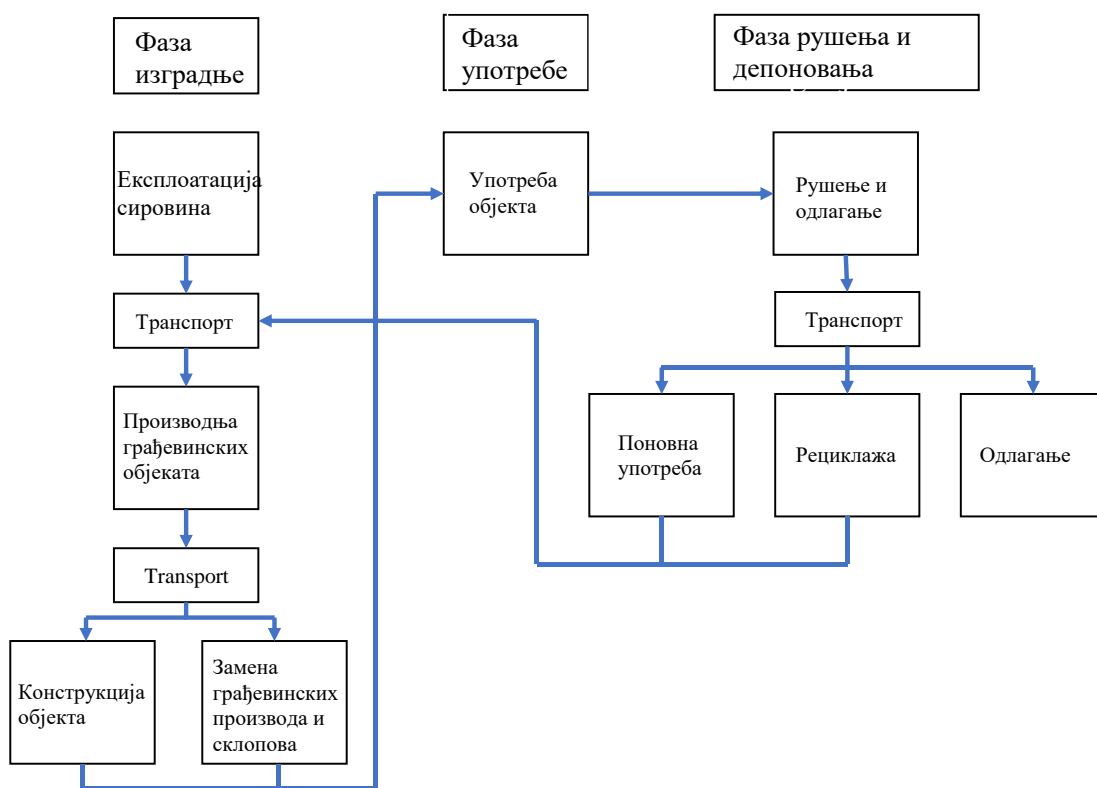 Фаза
изградње
Фаза
употребе
Фаза рушења и
депоновања
Експлоатација
сировина
Употреба
објекта
Рушење и
одлагање
Транспорт
Транспорт
Производња
грађевинских
објеката
Поновна
употреба
Рециклажа
Одлагање
Transport
Конструкција
објекта
Замена
грађевинских
производа и
склопова